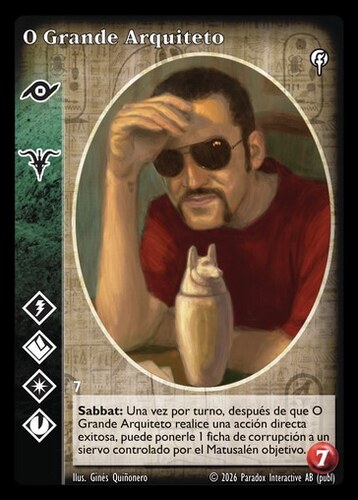 O Grande Arquiteto
7
Sabbat: Una vez por turno, después de que O
Grande Arquiteto realice una acción directa
exitosa, puede ponerle 1 ficha de corrupción a un
siervo controlado por el Matusalén objetivo.
7
Ilus. Ginés Quiñonero
© 2026 Paradox Interactive AB (publ)